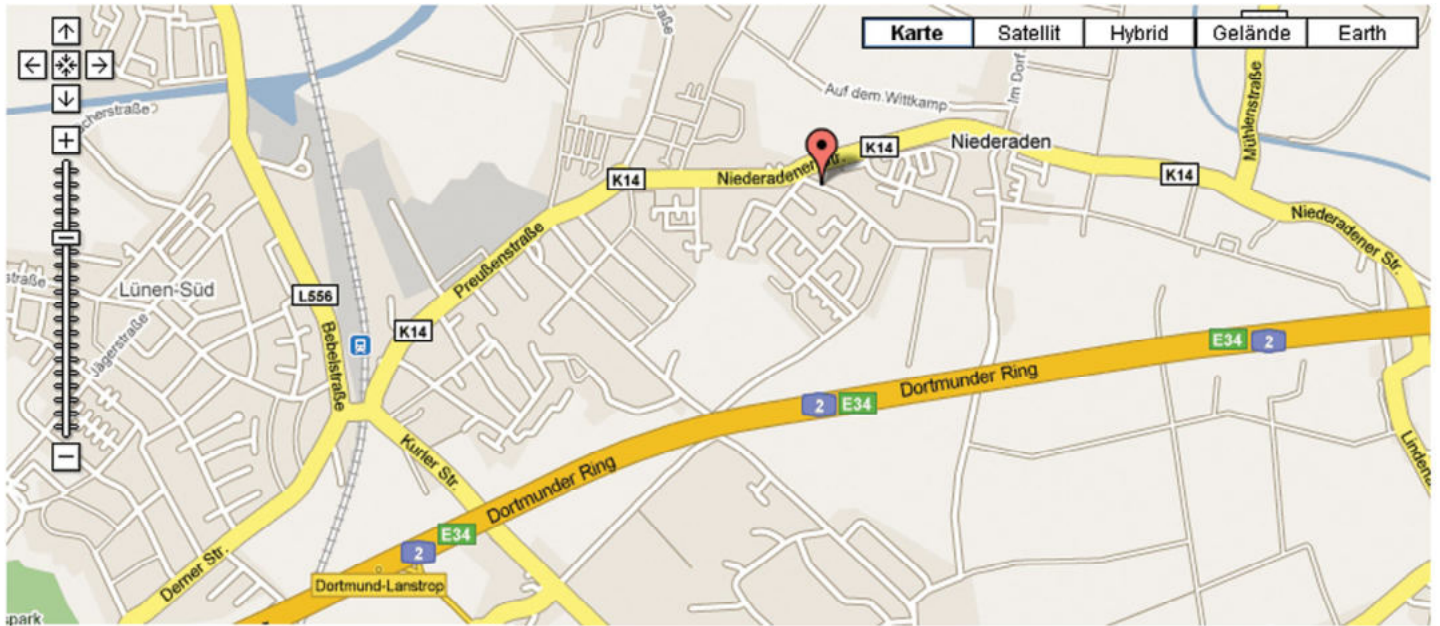 Karte
Satellit
Hybrid
Gelände
Earth
Auf dem Wittkamp
Im Dorf
Mühlenstraße
Niederaden
K14
K14
K14
K14
Niederadener Str.
Niederadener Str.
Preußenstraße
Lünen-Süd
Jägerstraße
L556
Bebelstraße
Kurler Str.
Derner Str.
Dortmunder Ring
Dortmunder Ring
E34
2
2
E34
E34
2
Dortmund-Lanstrop